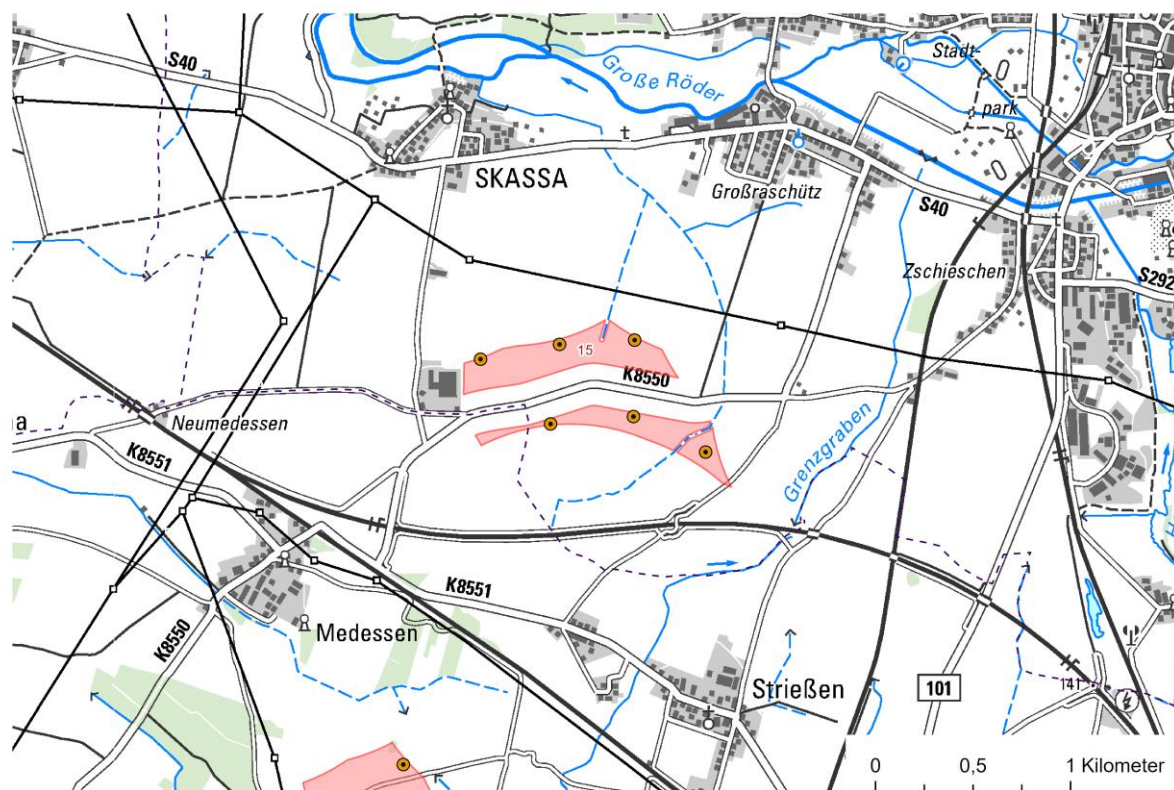 S40
Große Röder
Stadt-
park
SKASSA
Großraschütz
S40
Zschieschen
S292
15
K8550
Neumedessen
a
K8551
Grenzgraben
K8551
Medessen
K8550
Strießen
101
141
0 0,5 1 Kilometer